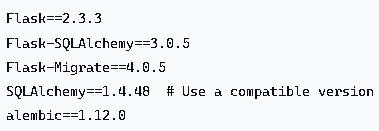 Flask==2.3.3
Flask-SQLAlchemy==3.0.5
Flask-Migrate==4.0.5
SQLAlchemy==1.4.48  # Use a compatible version
alembic==1.12.0